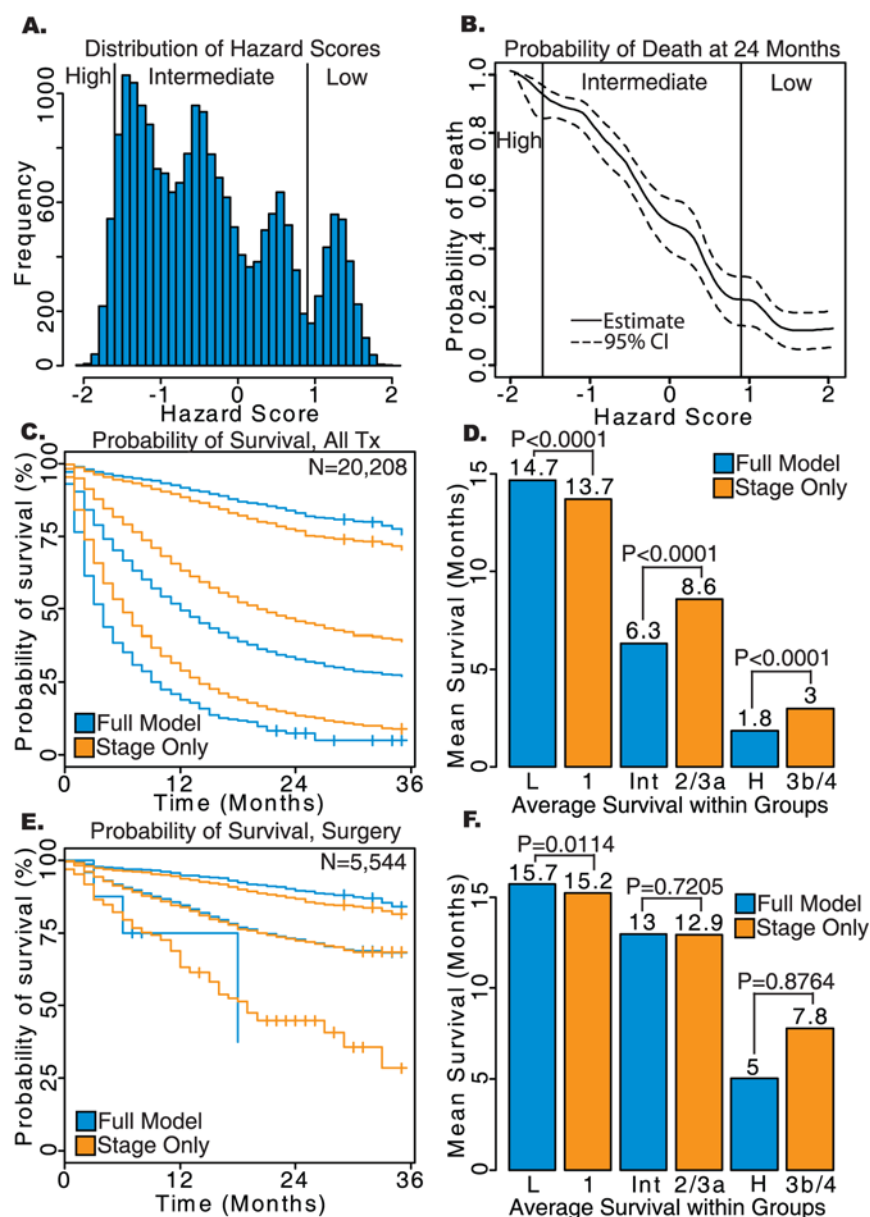 A.
Distribution of Hazard Scores
High
Intermediate
Low
Frequency
0
200
600
1000
-2
-1
0
1
2
Hazard Score
B.
Probability of Death at 24 Months
Intermediate
Low
High
Probability of Death
0.0
0.2
0.4
0.6
0.8
1.0
Estimate
95% CI
-2
-1
0
1
2
Hazard Score
C.
Probability of Survival, All Tx
N=20,208
Probability of survival (%)
0
25
50
75
100
Full Model
Stage Only
0
12
24
36
Time (Months)
D.
P<0.0001
14.7
13.7
Full Model
Stage Only
P<0.0001
8.6
6.3
P<0.0001
3
1.8
Mean Survival (Months)
0
5
10
15
L
1
Int
2/3a
H
3b/4
Average Survival within Groups
E.
Probability of Survival, Surgery
N=5,544
Probability of survival (%)
0
25
50
75
100
Full Model
Stage Only
0
12
24
36
Time (Months)
F.
P=0.0114
15.7
15.2
P=0.7205
13
12.9
Full Model
Stage Only
P=0.8764
7.8
5
Mean Survival (Months)
0
5
10
15
L
1
Int
2/3a
H
3b/4
Average Survival within Groups